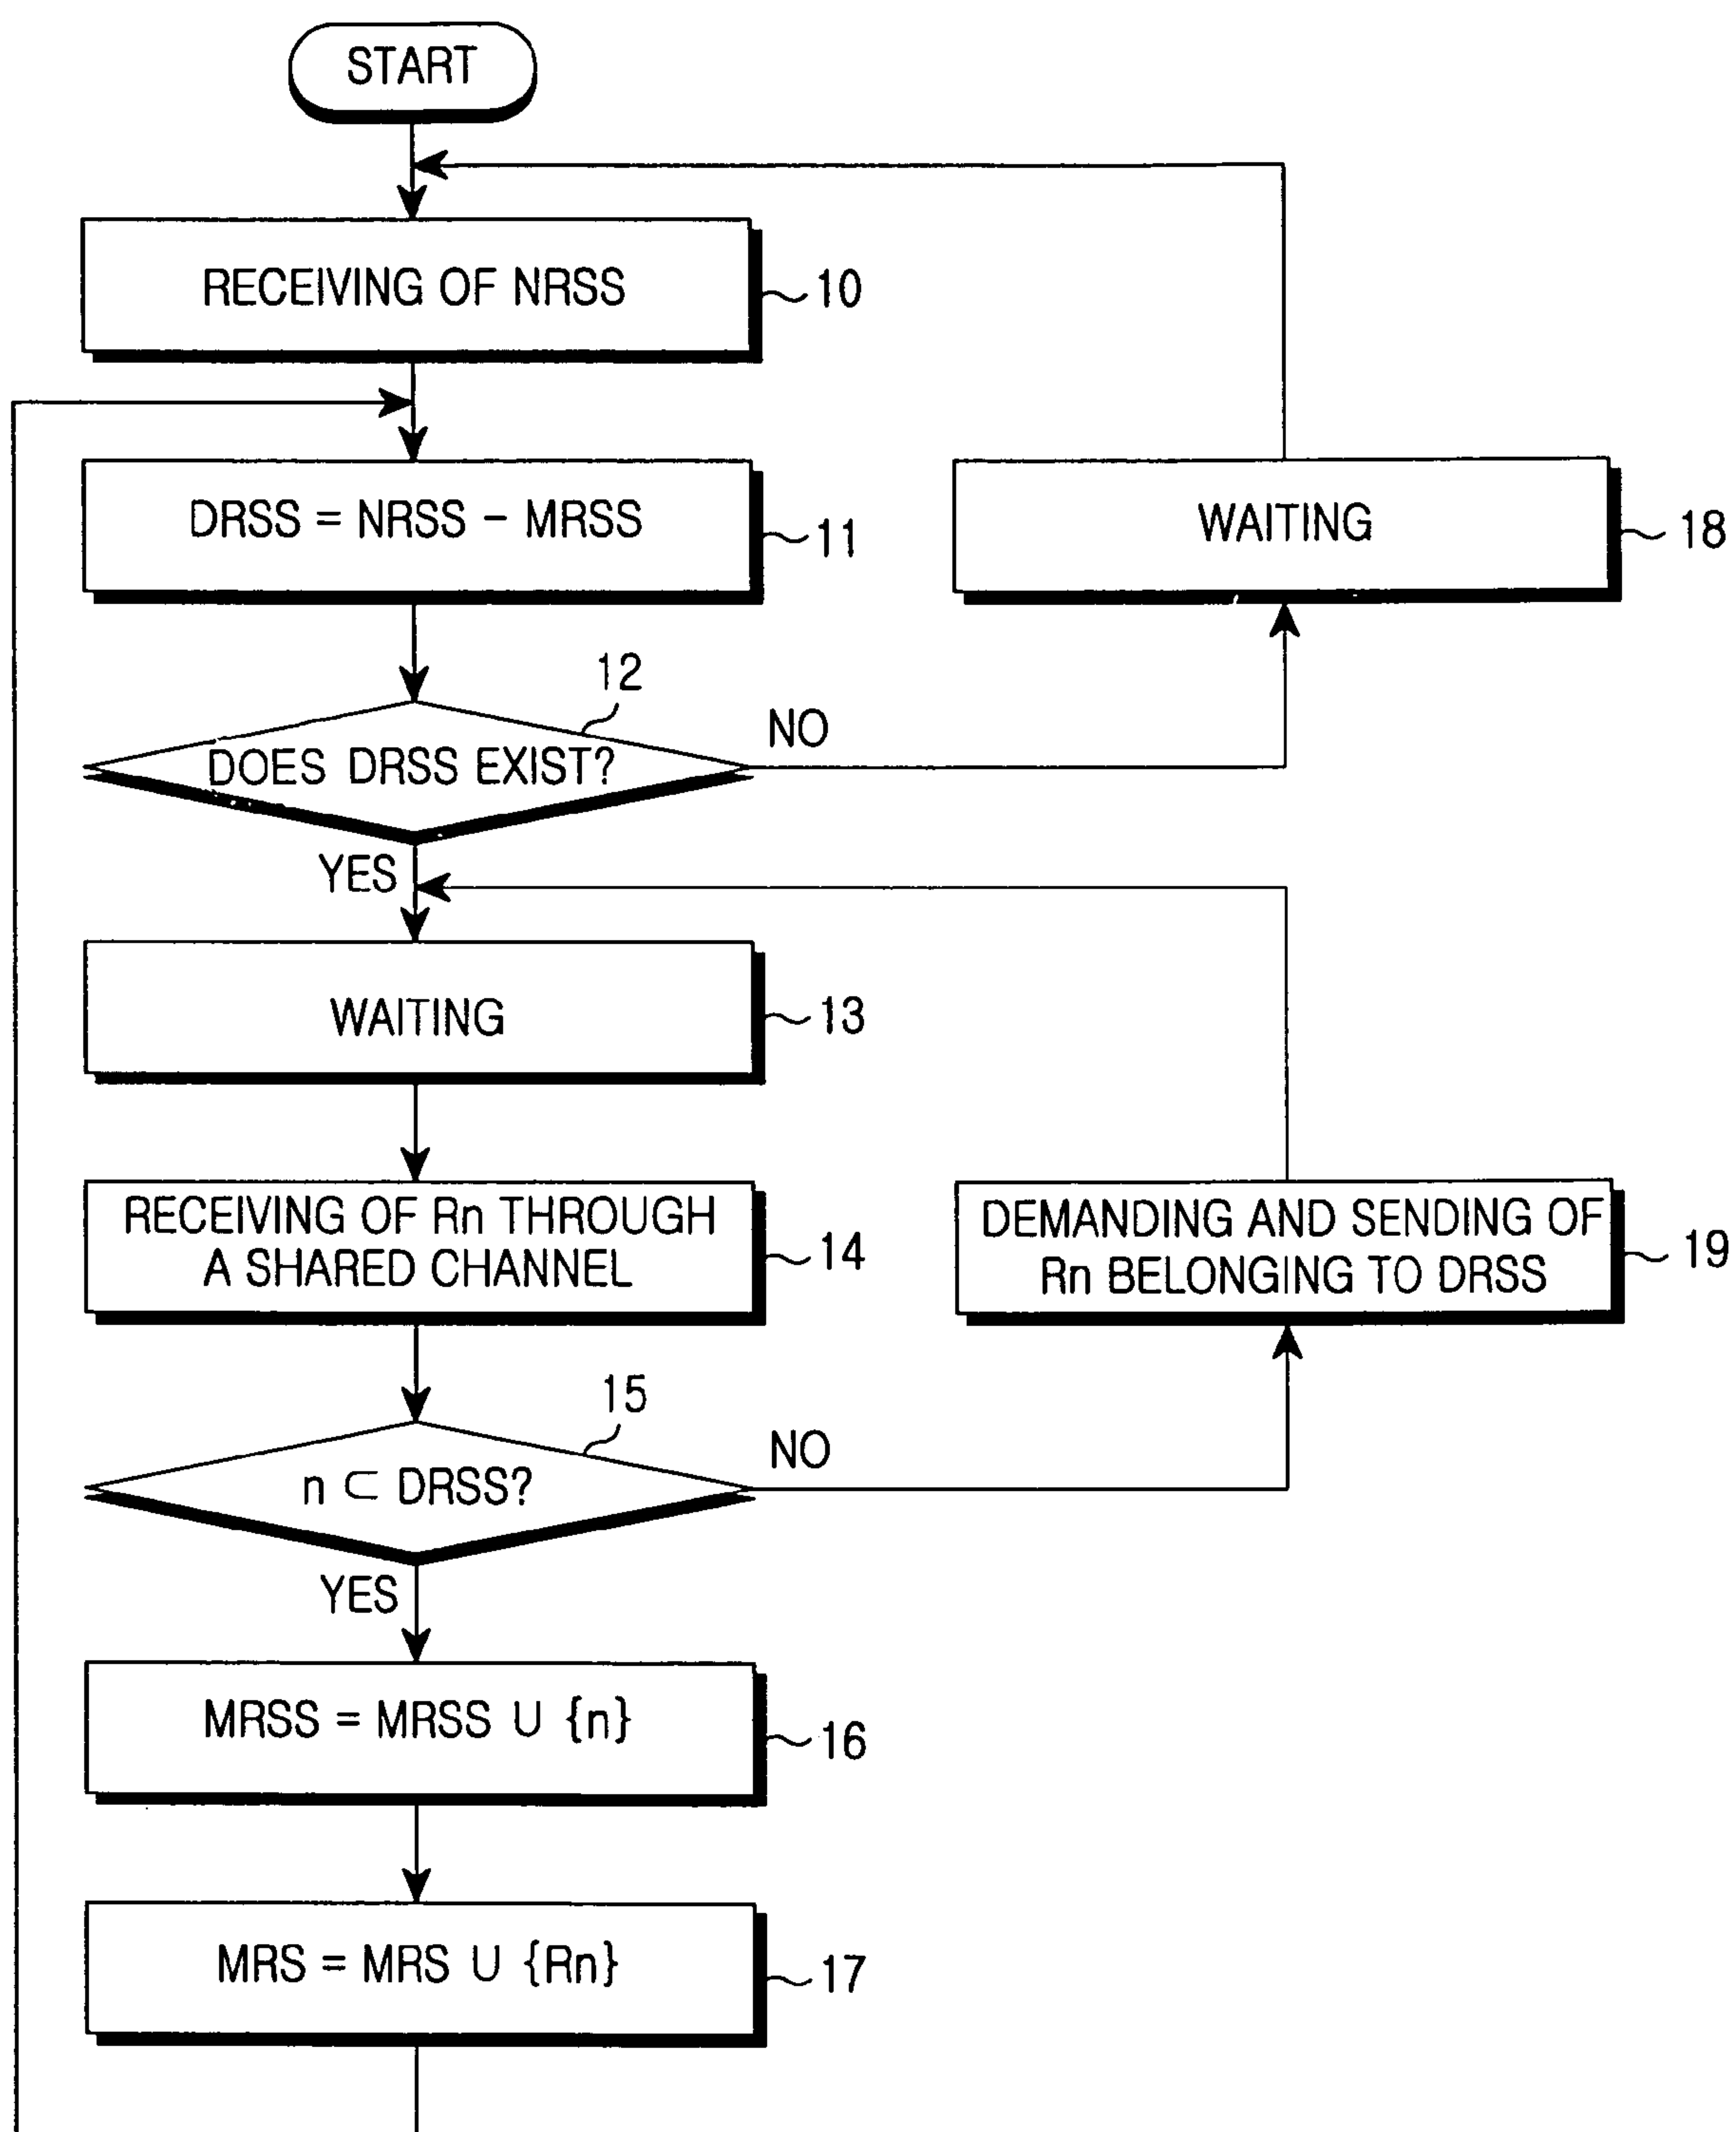 START
RECEIVING OF NRSS
10
DRSS = NRSS – MRSS
11
WAITING
18
12
DOES DRSS EXIST?
NO
YES
WAITING
13
RECEIVING OF Rn THROUGH
A SHARED CHANNEL
14
DEMANDING AND SENDING OF
Rn BELONGING TO DRSS
19
15
n ⊂ DRSS?
NO
YES
MRSS = MRSS ∪ {n}
16
MRS = MRS ∪ {Rn}
17